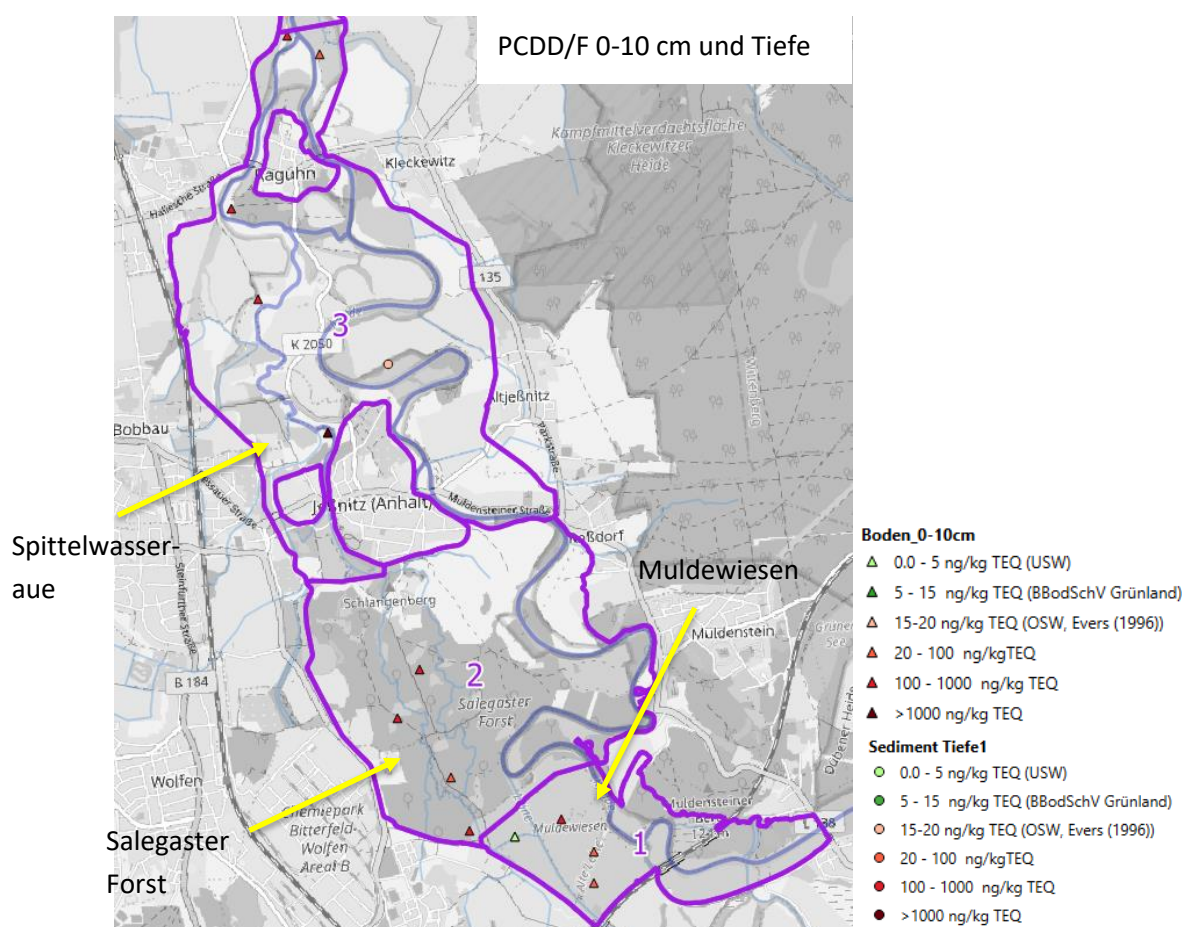 PCDD/F 0-10 cm und Tiefe
Kampfmittelverdachtsfläche
Kleckewitzer
Heide
Kleckewitz
Raguhn
Hallesche Straße
135
3
K 2050
Altjeßnitz
Parkstraße
Wittenberg
Bobbau
Jeßnitz (Anhalt)
Muldensteiner Straße
Roßdorf
Spittelwasser-
aue
Steinfurther Straße
Muldewiesen
Schlangenberg
Muldenstein
B 184
2
Salegaster
Forst
Dübener Heide
Wolfen
Chemiepark
Bitterfeld-
Wolfen
Areal B
Muldensteiner
Muldewiesen
1
Salegaster
Forst
Boden_0-10cm
0.0 - 5 ng/kg TEQ (USW)
5 - 15 ng/kg TEQ (BBodSchV Grünland)
15-20 ng/kg TEQ (OSW, Evers (1996))
20 - 100 ng/kgTEQ
100 - 1000 ng/kg TEQ
>1000 ng/kg TEQ
Sediment Tiefe1
0.0 - 5 ng/kg TEQ (USW)
5 - 15 ng/kg TEQ (BBodSchV Grünland)
15-20 ng/kg TEQ (OSW, Evers (1996))
20 - 100 ng/kgTEQ
100 - 1000 ng/kg TEQ
>1000 ng/kg TEQ